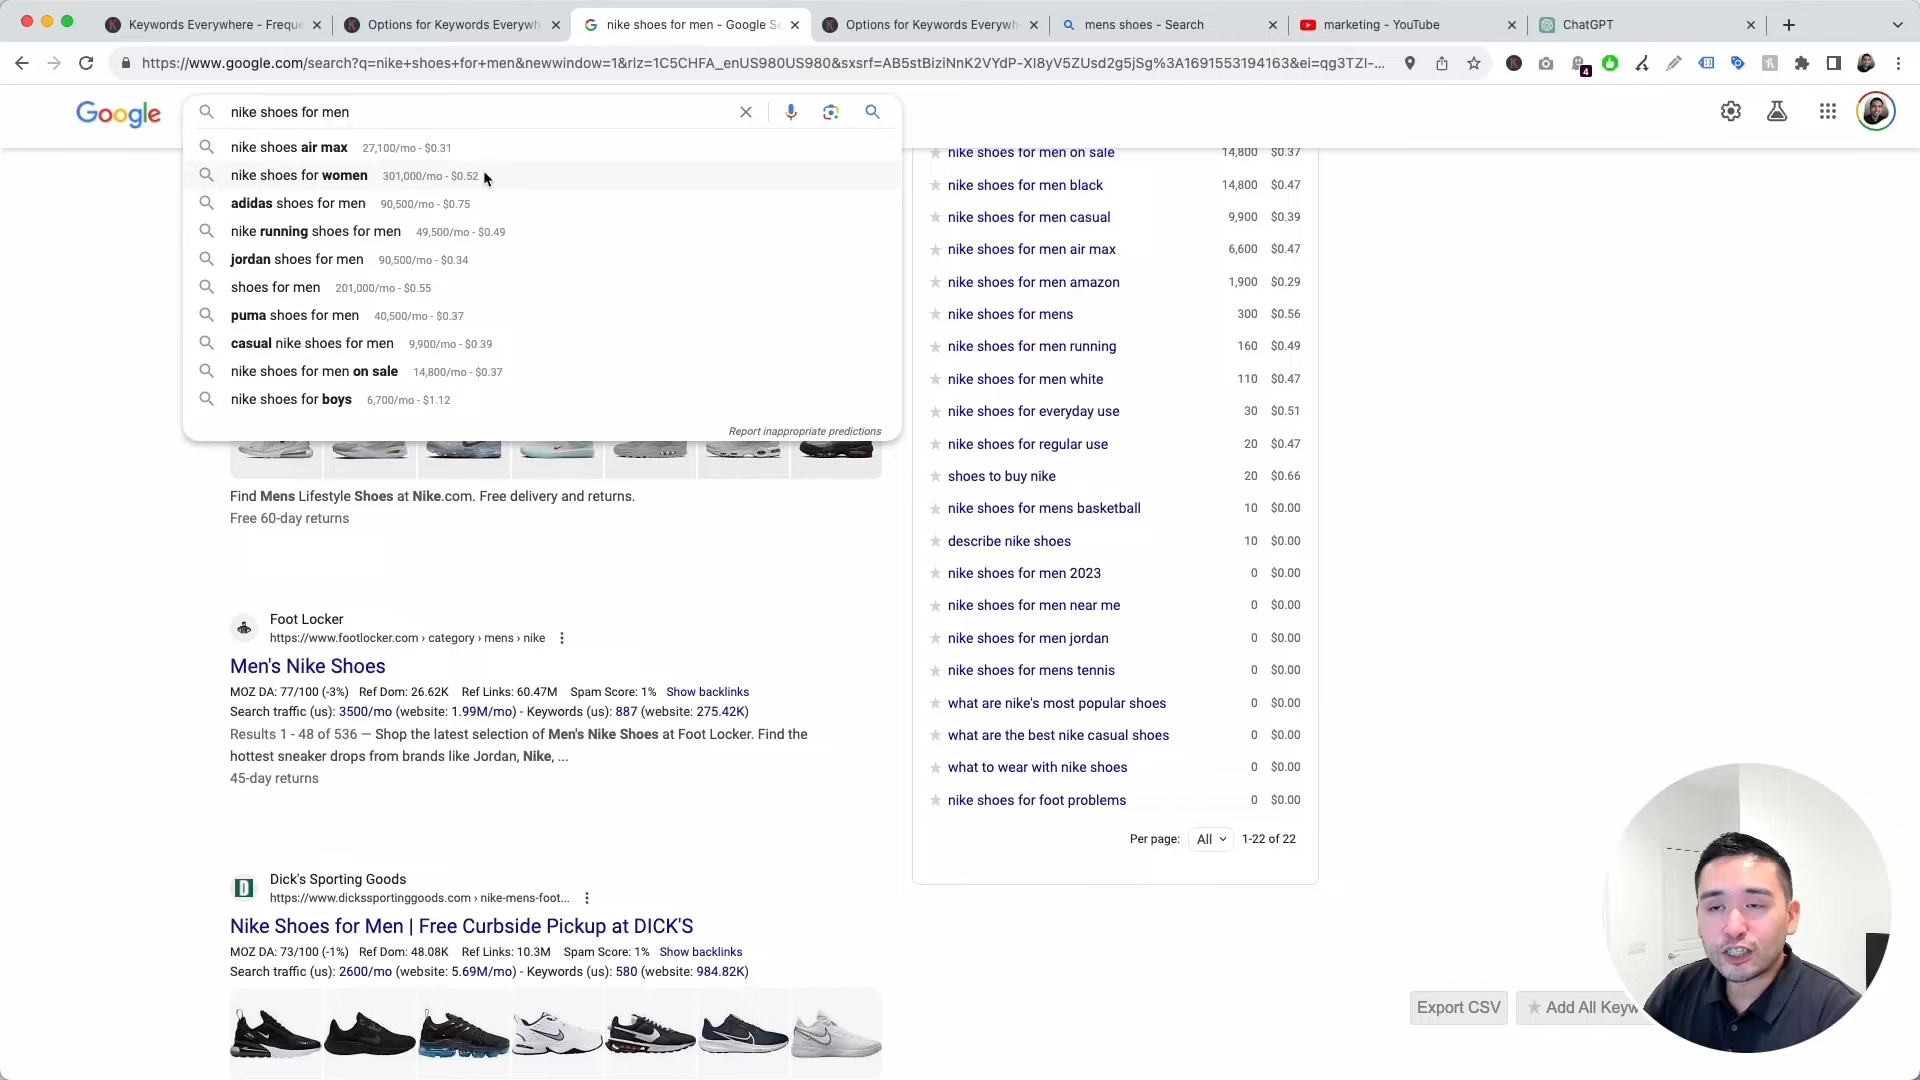 Keywords Everywhere - Freque
Options for Keywords Everywh
nike shoes for men - Google Se
Options for Keywords Everywh
mens shoes - Search
marketing - YouTube
ChatGPT
https://www.google.com/search?q=nike+shoes+for+men&newwindow=1&rlz=1C5CHFA_enUS980US980&sxsrf=AB5stBiziNnK2VYdP-XI8yV5ZUsd2g5jSg%3A1691553194163&ei=qg3TZI-...
4
Google
nike shoes for men
nike shoes air max 27,100/mo - $0.31
nike shoes for women 301,000/mo - $0.52
adidas shoes for men 90,500/mo - $0.75
nike running shoes for men 49,500/mo - $0.49
jordan shoes for men 90,500/mo - $0.34
shoes for men 201,000/mo - $0.55
puma shoes for men 40,500/mo - $0.37
casual nike shoes for men 9,900/mo - $0.39
nike shoes for men on sale 14,800/mo - $0.37
nike shoes for boys 6,700/mo - $1.12
Report inappropriate predictions
Find Mens Lifestyle Shoes at Nike.com. Free delivery and returns.
Free 60-day returns
Foot Locker
https://www.footlocker.com › category › mens › nike
Men's Nike Shoes
MOZ DA: 77/100 (-3%) Ref Dom: 26.62K Ref Links: 60.47M Spam Score: 1% Show backlinks
Search traffic (us): 3500/mo (website: 1.99M/mo) - Keywords (us): 887 (website: 275.42K)
Results 1 - 48 of 536 — Shop the latest selection of Men's Nike Shoes at Foot Locker. Find the
hottest sneaker drops from brands like Jordan, Nike, ...
45-day returns
Dick's Sporting Goods
https://www.dickssportinggoods.com › nike-mens-foot...
Nike Shoes for Men | Free Curbside Pickup at DICK'S
MOZ DA: 73/100 (-1%) Ref Dom: 48.08K Ref Links: 10.3M Spam Score: 1% Show backlinks
Search traffic (us): 2600/mo (website: 5.69M/mo) - Keywords (us): 580 (website: 984.82K)
nike shoes for men on sale 14,800 $0.37
nike shoes for men black 14,800 $0.47
nike shoes for men casual 9,900 $0.39
nike shoes for men air max 6,600 $0.47
nike shoes for men amazon 1,900 $0.29
nike shoes for mens 300 $0.56
nike shoes for men running 160 $0.49
nike shoes for men white 110 $0.47
nike shoes for everyday use 30 $0.51
nike shoes for regular use 20 $0.47
shoes to buy nike 20 $0.66
nike shoes for mens basketball 10 $0.00
describe nike shoes 10 $0.00
nike shoes for men 2023 0 $0.00
nike shoes for men near me 0 $0.00
nike shoes for men jordan 0 $0.00
nike shoes for mens tennis 0 $0.00
what are nike's most popular shoes 0 $0.00
what are the best nike casual shoes 0 $0.00
what to wear with nike shoes 0 $0.00
nike shoes for foot problems 0 $0.00
Per page: All 1-22 of 22
Export CSV
Add All Keyw